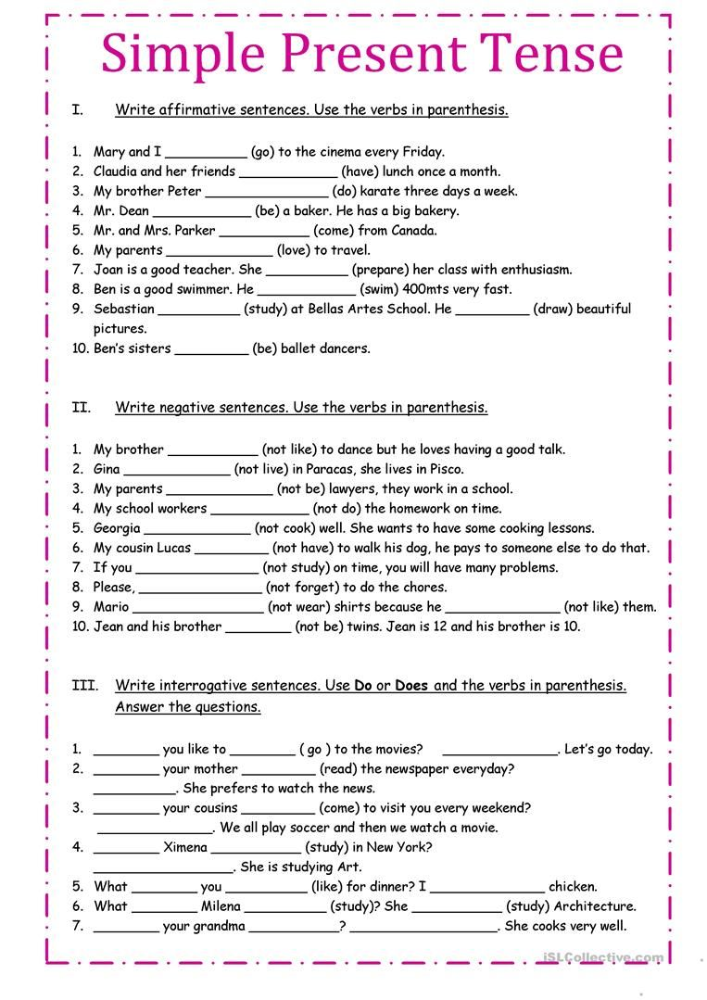 Simple Present Tense
I. Write affirmative sentences. Use the verbs in parenthesis.
1. Mary and I __________ (go) to the cinema every Friday.
2. Claudia and her friends ____________ (have) lunch once a month.
3. My brother Peter _______________ (do) karate three days a week.
4. Mr. Dean ____________ (be) a baker. He has a big bakery.
5. Mr. and Mrs. Parker ___________ (come) from Canada.
6. My parents _____________ (love) to travel.
7. Joan is a good teacher. She __________ (prepare) her class with enthusiasm.
8. Ben is a good swimmer. He ____________ (swim) 400mts very fast.
9. Sebastian __________ (study) at Bellas Artes School. He _________ (draw) beautiful
pictures.
10. Ben’s sisters _________ (be) ballet dancers.
II. Write negative sentences. Use the verbs in parenthesis.
1. My brother ___________ (not like) to dance but he loves having a good talk.
2. Gina _____________ (not live) in Paracas, she lives in Pisco.
3. My parents _____________ (not be) lawyers, they work in a school.
4. My school workers ____________ (not do) the homework on time.
5. Georgia _____________ (not cook) well. She wants to have some cooking lessons.
6. My cousin Lucas _________ (not have) to walk his dog, he pays to someone else to do that.
7. If you _______________ (not study) on time, you will have many problems.
8. Please, _______________ (not forget) to do the chores.
9. Mario ________________ (not wear) shirts because he ______________ (not like) them.
10. Jean and his brother ________ (not be) twins. Jean is 12 and his brother is 10.
III. Write interrogative sentences. Use Do or Does and the verbs in parenthesis.
Answer the questions.
1. ________ you like to ________ ( go ) to the movies? ______________. Let’s go today.
2. ________ your mother _________ (read) the newspaper everyday?
__________. She prefers to watch the news.
3. ________ your cousins _________ (come) to visit you every weekend?
______________. We all play soccer and then we watch a movie.
4. ________ Ximena ___________ (study) in New York?
_________________. She is studying Art.
5. What ________ you __________ (like) for dinner? I ______________ chicken.
6. What ________ Milena __________ (study)? She ___________ (study) Architecture.
7. ________ your grandma ___________? __________________. She cooks very well.
iSLCollective.com